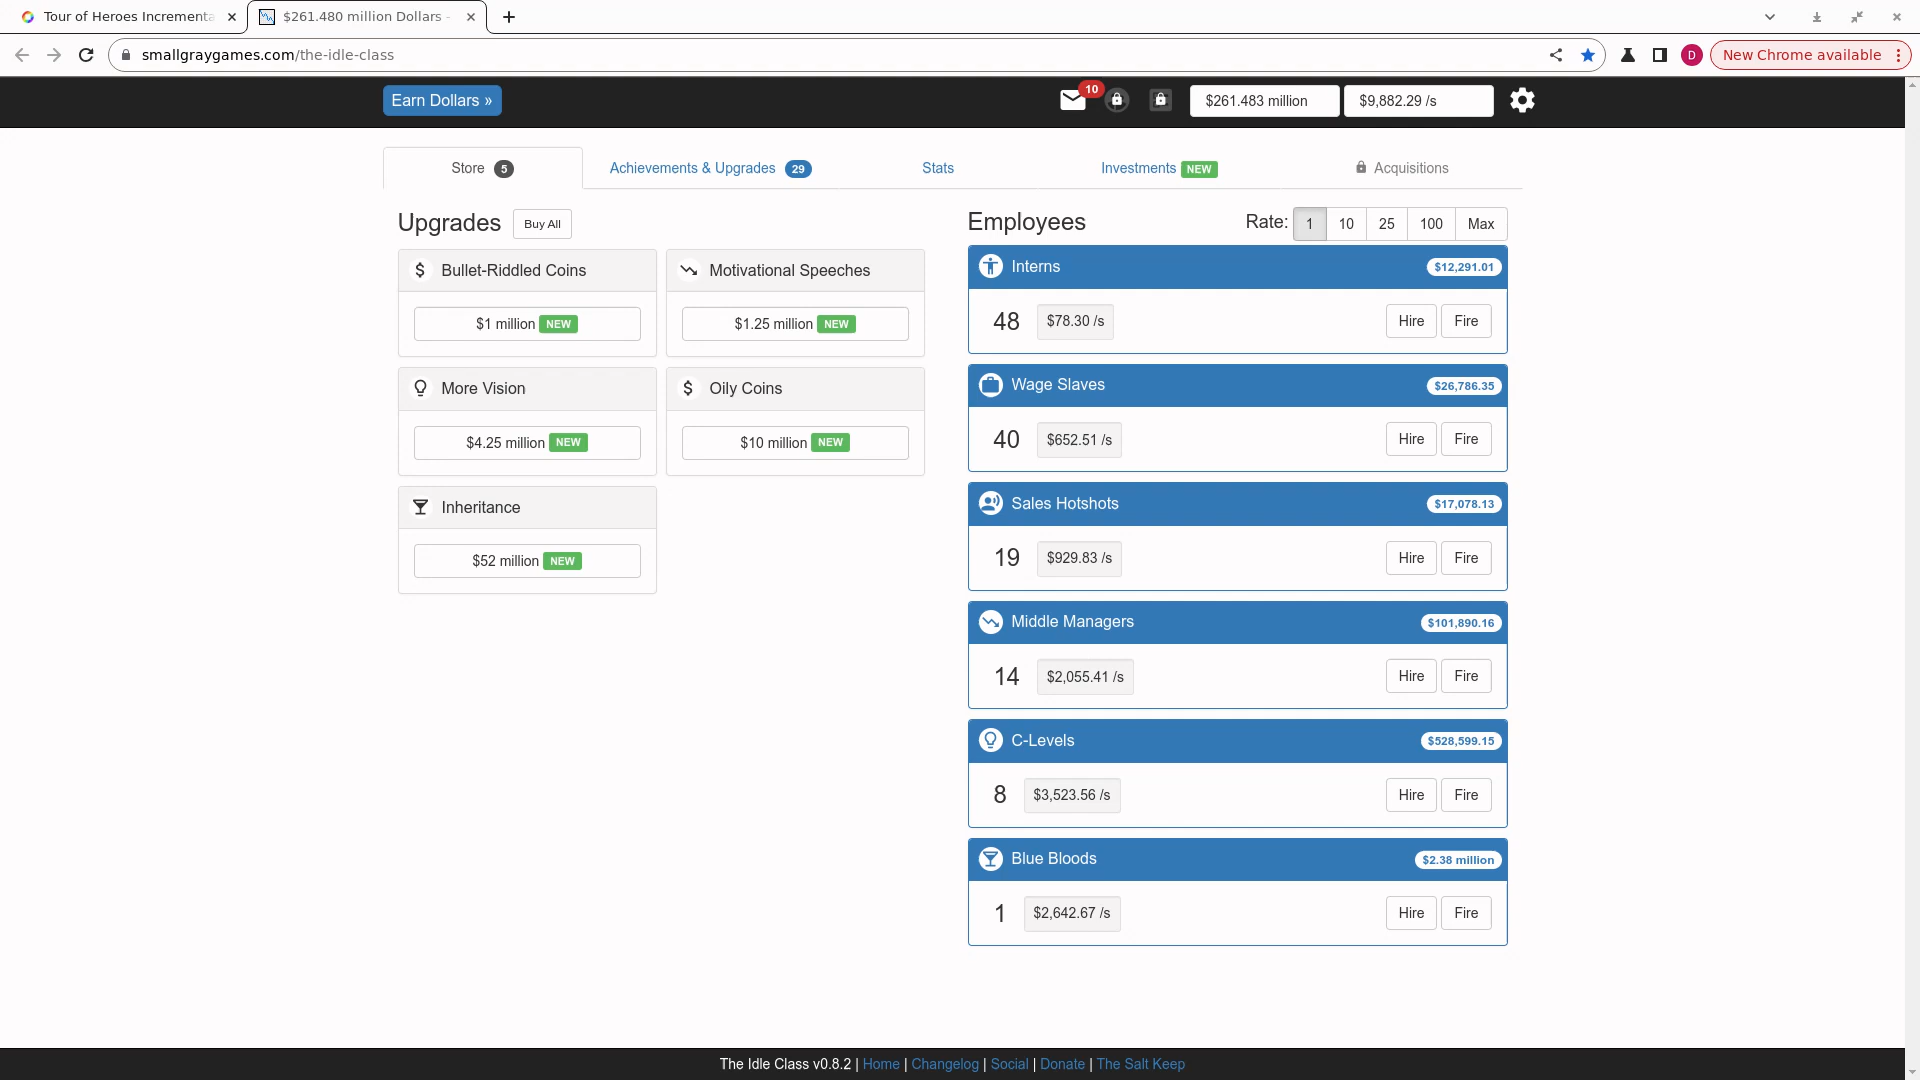 Tour of Heroes Incrementa
$261.480 million Dollars -
smallgraygames.com/the-idle-class
D
New Chrome available
Earn Dollars »
10
$261.483 million
$9,882.29 /s
Store 5
Achievements & Upgrades 29
Stats
Investments NEW
Acquisitions
Upgrades
Buy All
Bullet-Riddled Coins
$1 million NEW
Motivational Speeches
$1.25 million NEW
More Vision
$4.25 million NEW
Oily Coins
$10 million NEW
Inheritance
$52 million NEW
Employees
Rate: 1 10 25 100 Max
Interns
$12,291.01
48 $78.30 /s Hire Fire
Wage Slaves
$26,786.35
40 $652.51 /s Hire Fire
Sales Hotshots
$17,078.13
19 $929.83 /s Hire Fire
Middle Managers
$101,890.16
14 $2,055.41 /s Hire Fire
C-Levels
$528,599.15
8 $3,523.56 /s Hire Fire
Blue Bloods
$2.38 million
1 $2,642.67 /s Hire Fire
The Idle Class v0.8.2 | Home | Changelog | Social | Donate | The Salt Keep